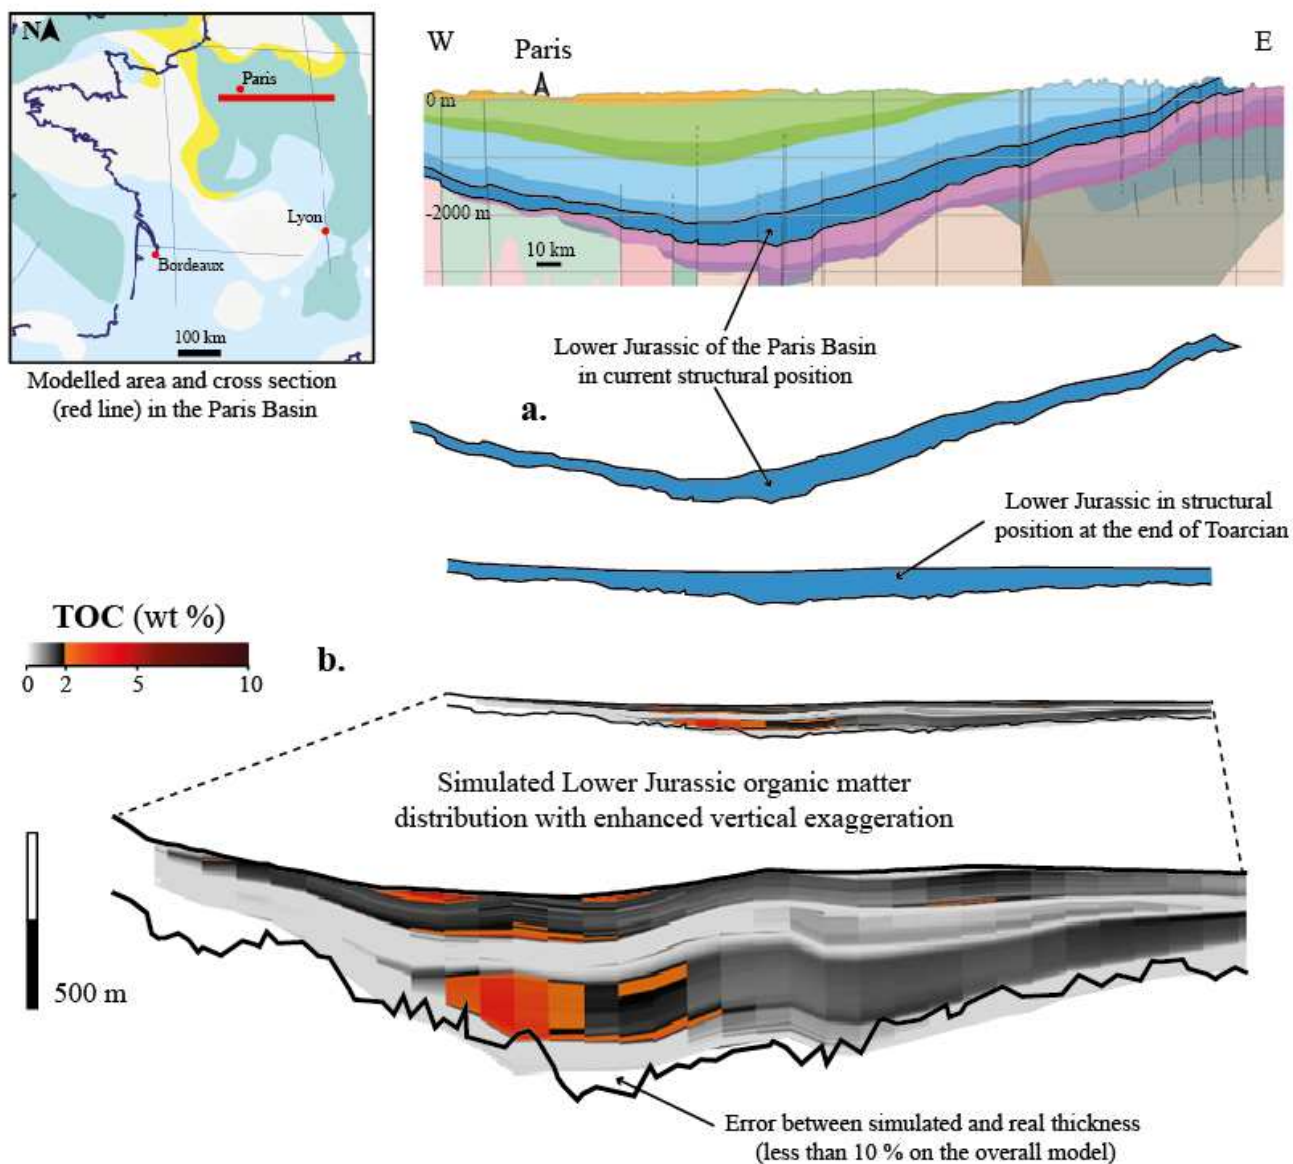 N
Paris
Lyon
Bordeaux
100 km
Modelled area and cross section
(red line) in the Paris Basin
W
Paris
E
0 m
-2000 m
10 km
Lower Jurassic of the Paris Basin
in current structural position
a.
Lower Jurassic in structural
position at the end of Toarcian
TOC (wt %)
0 2 5 10
b.
Simulated Lower Jurassic organic matter
distribution with enhanced vertical exaggeration
500 m
Error between simulated and real thickness
(less than 10 % on the overall model)